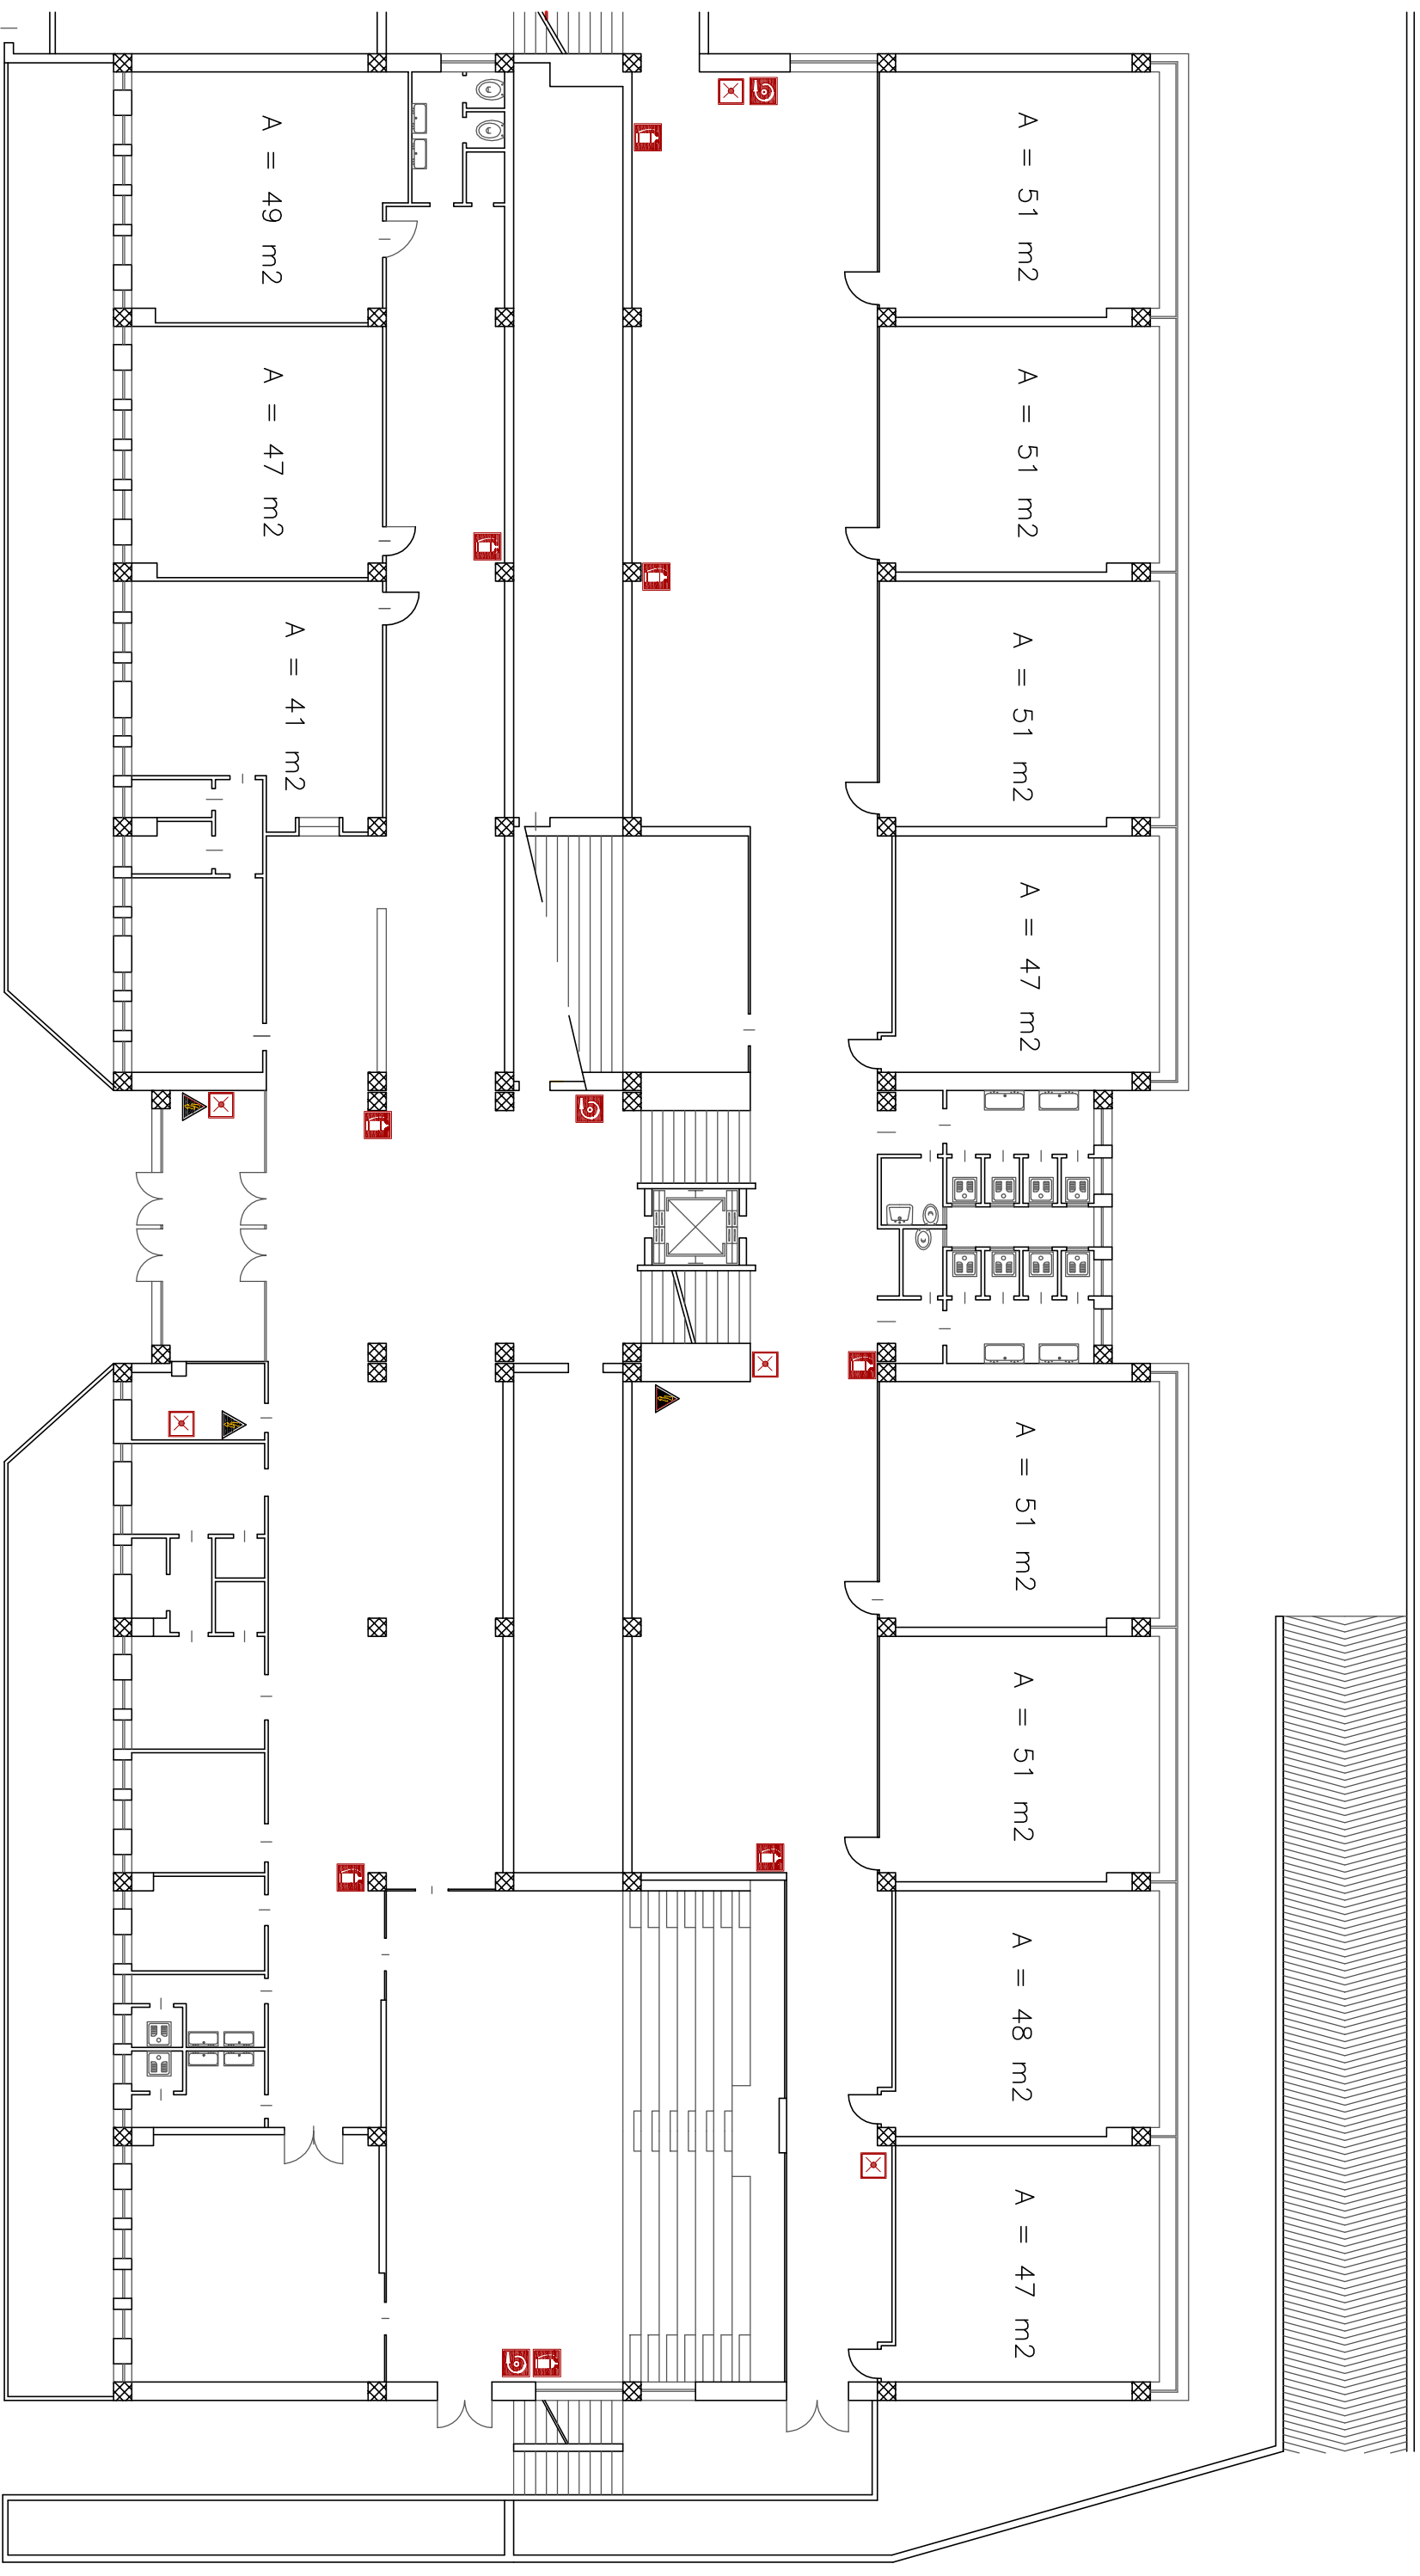 A = 49 m2
A = 51 m2
A = 47 m2
A = 51 m2
A = 41 m2
A = 51 m2
A = 47 m2
A = 51 m2
A = 51 m2
A = 48 m2
A = 47 m2